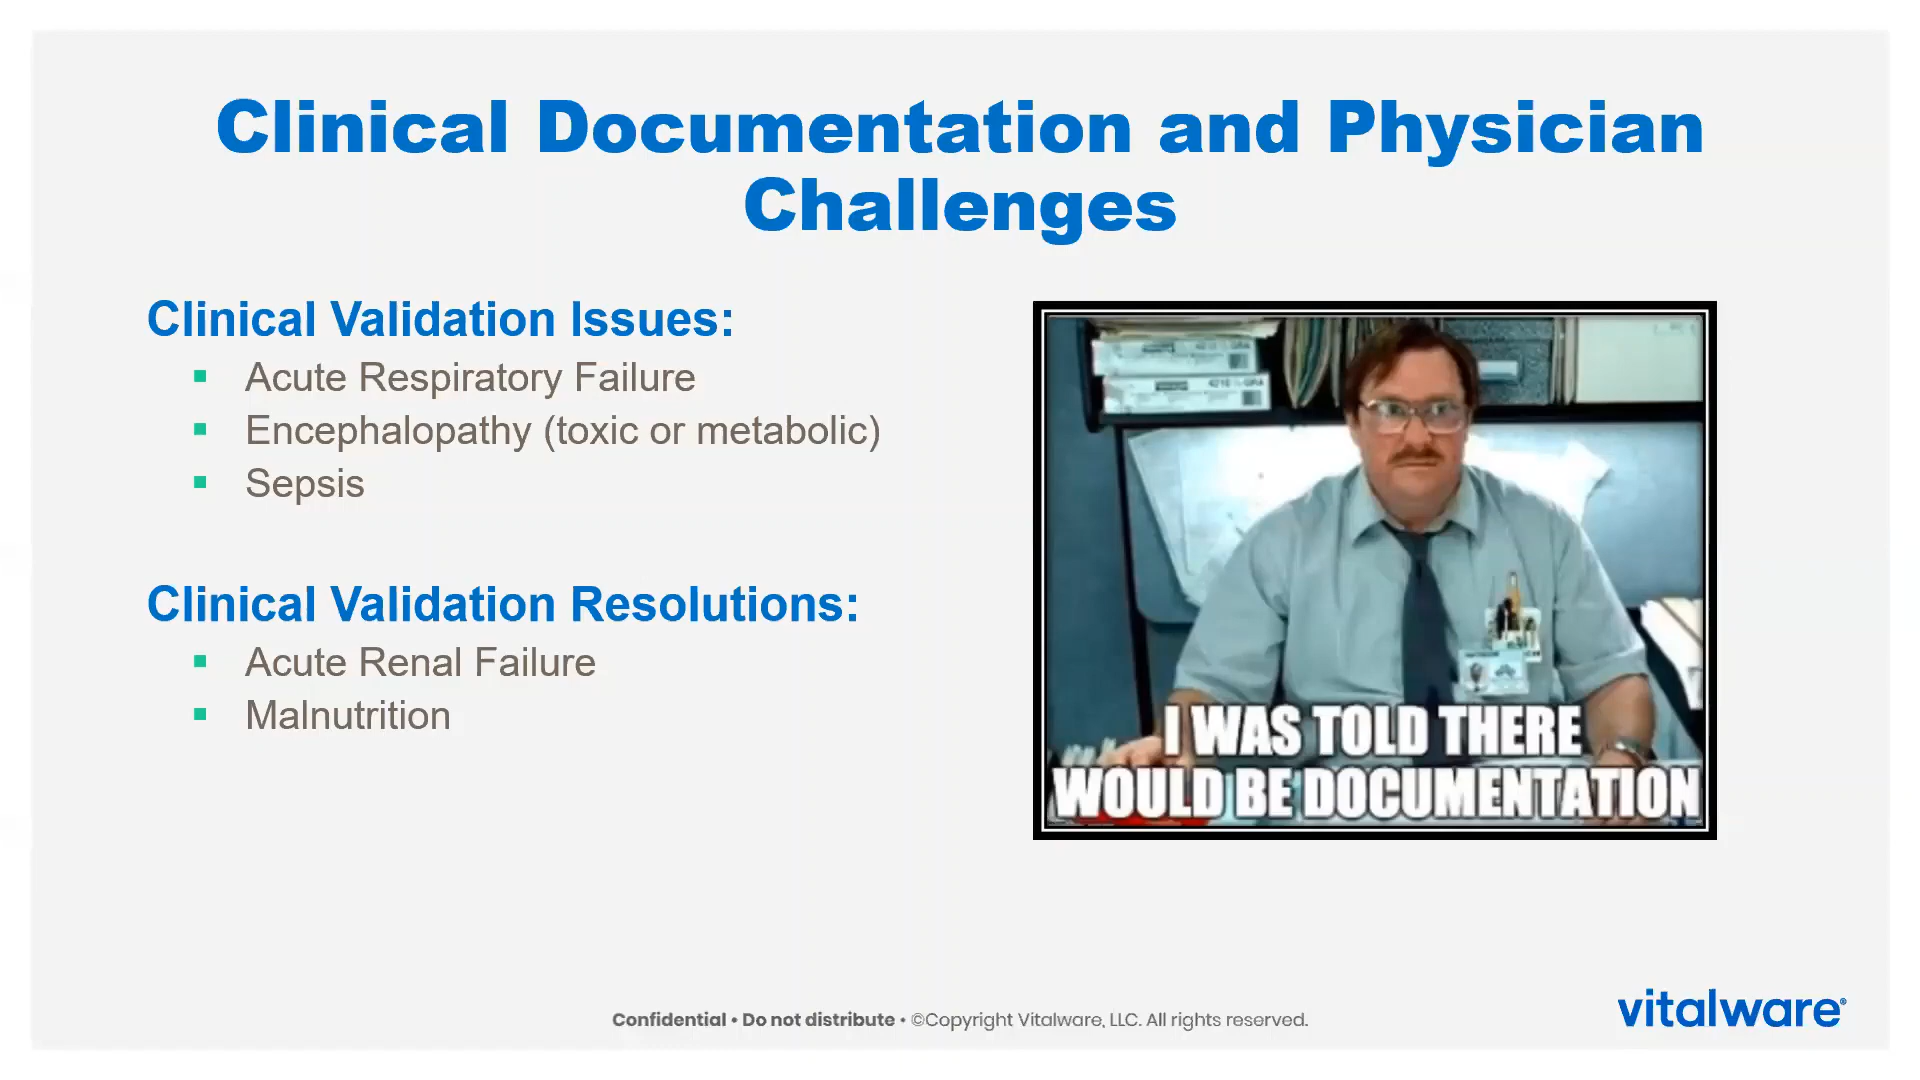 Clinical Documentation and Physician
Challenges
Clinical Validation Issues:
▪ Acute Respiratory Failure
▪ Encephalopathy (toxic or metabolic)
▪ Sepsis
Clinical Validation Resolutions:
▪ Acute Renal Failure
▪ Malnutrition
I WAS TOLD THERE
WOULD BE DOCUMENTATION
Confidential • Do not distribute • ©Copyright Vitalware, LLC. All rights reserved.
vitalware®